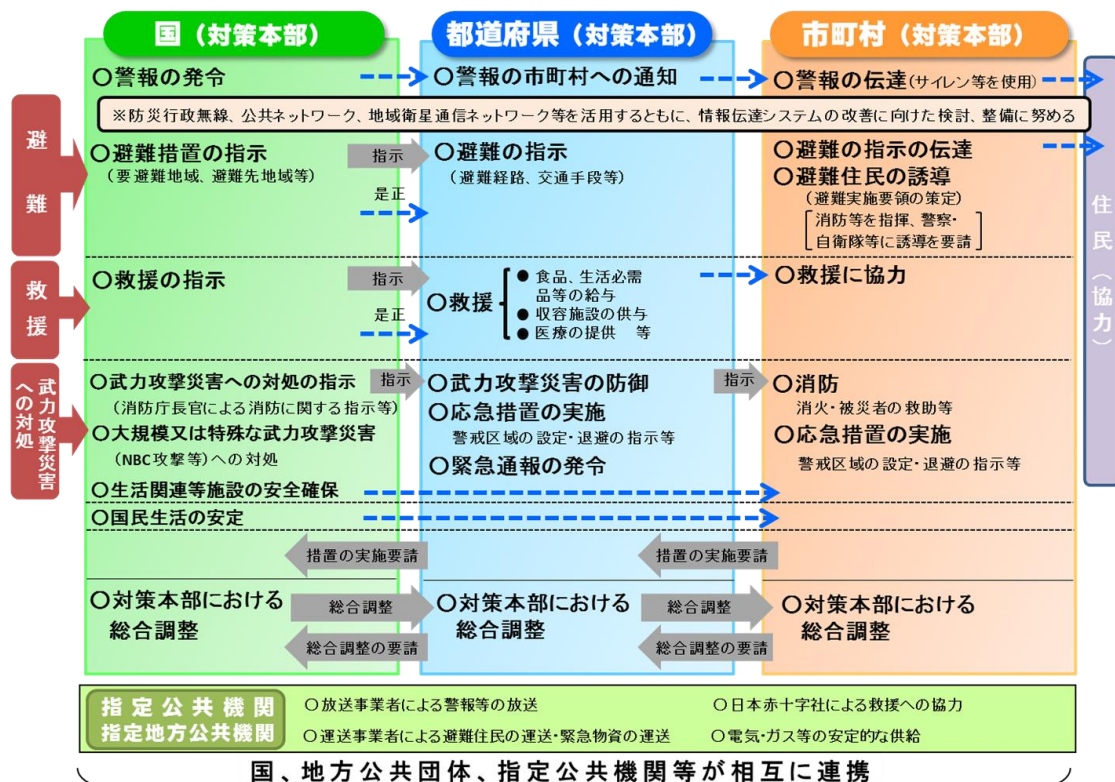 国（対策本部）
都道府県（対策本部）
市町村（対策本部）
〇警報の発令
〇警報の市町村への通知
〇警報の伝達(サイレン等を使用)
※防災行政無線、公共ネットワーク、地域衛星通信ネットワーク等を活用するともに、情報伝達システムの改善に向けた検討、整備に努める
避難
〇避難措置の指示
（要避難地域、避難先地域等）
指示
是正
〇避難の指示
（避難経路、交通手段等）
〇避難の指示の伝達
〇避難住民の誘導
（避難実施要領の策定）
消防等を指揮、警察・
自衛隊等に誘導を要請
住民（協力）
救援
〇救援の指示
指示
是正
〇救援
● 食品、生活必需
品等の給与
● 収容施設の供与
● 医療の提供　等
〇救援に協力
武力攻撃災害
への対処
〇武力攻撃災害への対処の指示
（消防庁長官による消防に関する指示等）
〇大規模又は特殊な武力攻撃災害
（NBC攻撃等）への対処
〇生活関連等施設の安全確保
〇国民生活の安定
指示
〇武力攻撃災害の防御
〇応急措置の実施
警戒区域の設定・退避の指示等
〇緊急通報の発令
指示
〇消防
消火・被災者の救助等
〇応急措置の実施
警戒区域の設定・退避の指示等
措置の実施要請
措置の実施要請
〇対策本部における
総合調整
総合調整
総合調整の要請
〇対策本部における
総合調整
総合調整
総合調整の要請
〇対策本部における
総合調整
指定公共機関
指定地方公共機関
〇放送事業者による警報等の放送
〇日本赤十字社による救援への協力
〇運送事業者による避難住民の運送・緊急物資の運送
〇電気・ガス等の安定的な供給
国、地方公共団体、指定公共機関等が相互に連携